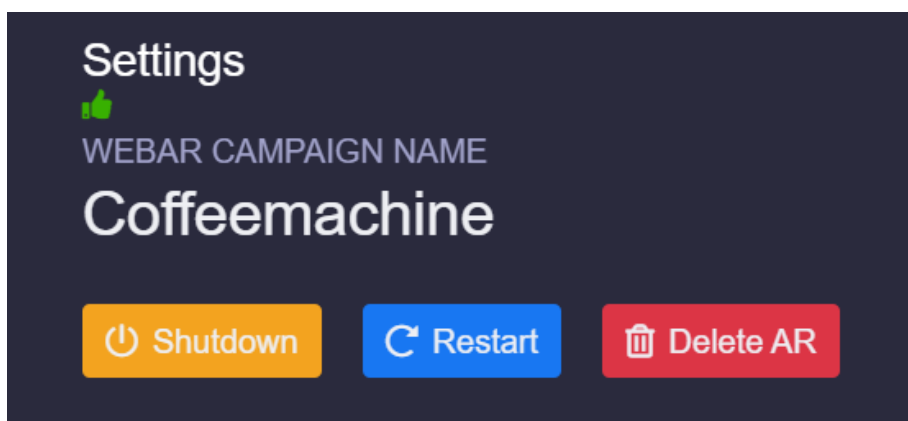 Settings
WEBAR CAMPAIGN NAME
Coffeemachine
Shutdown Restart Delete AR